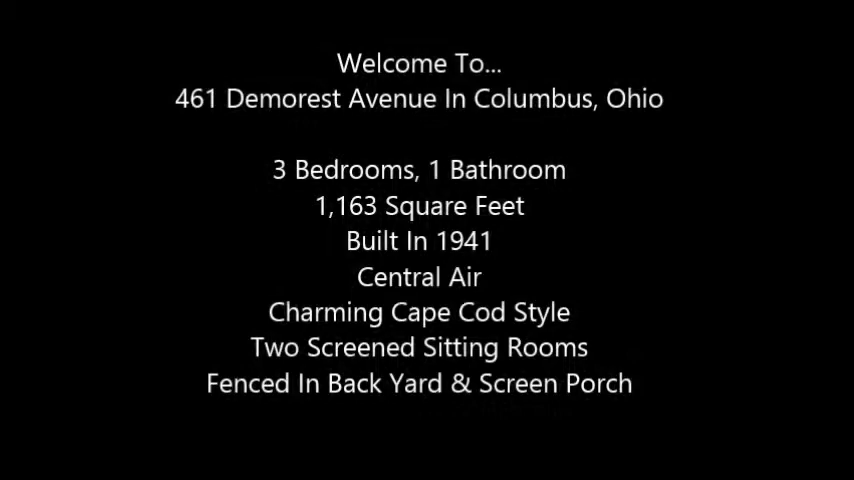 Welcome To...
461 Demorest Avenue In Columbus, Ohio
3 Bedrooms, 1 Bathroom
1,163 Square Feet
Built In 1941
Central Air
Charming Cape Cod Style
Two Screened Sitting Rooms
Fenced In Back Yard & Screen Porch